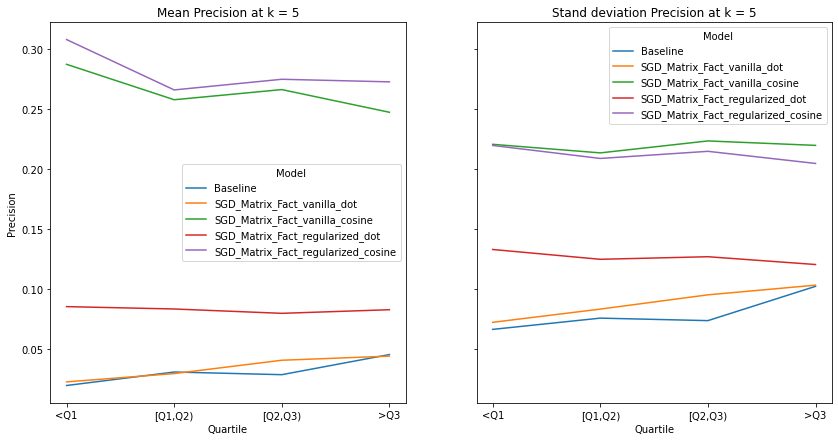 Mean Precision at k = 5
Precision
0.30
0.25
0.20
0.15
0.10
0.05
Model
Baseline
SGD_Matrix_Fact_vanilla_dot
SGD_Matrix_Fact_vanilla_cosine
SGD_Matrix_Fact_regularized_dot
SGD_Matrix_Fact_regularized_cosine
<Q1 [Q1,Q2) [Q2,Q3) >Q3
Quartile
Stand deviation Precision at k = 5
Model
Baseline
SGD_Matrix_Fact_vanilla_dot
SGD_Matrix_Fact_vanilla_cosine
SGD_Matrix_Fact_regularized_dot
SGD_Matrix_Fact_regularized_cosine
<Q1 [Q1,Q2) [Q2,Q3) >Q3
Quartile